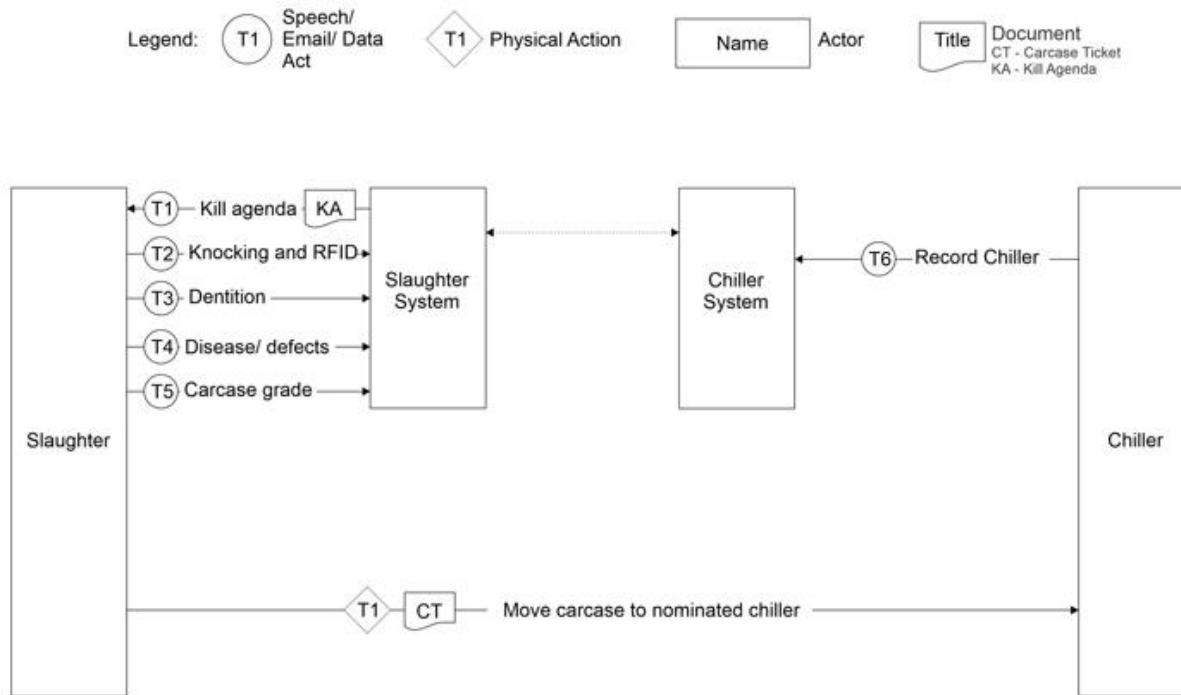 Legend:
T1
Speech/
Email/ Data
Act
T1
Physical Action
Name
Actor
Title
Document
CT - Carcase Ticket
KA - Kill Agenda
T1
Kill agenda
KA
T2
Knocking and RFID
T3
Dentition
T4
Disease/ defects
T5
Carcase grade
Slaughter
Slaughter
System
Chiller
System
T6
Record Chiller
Chiller
T1
CT
Move carcase to nominated chiller